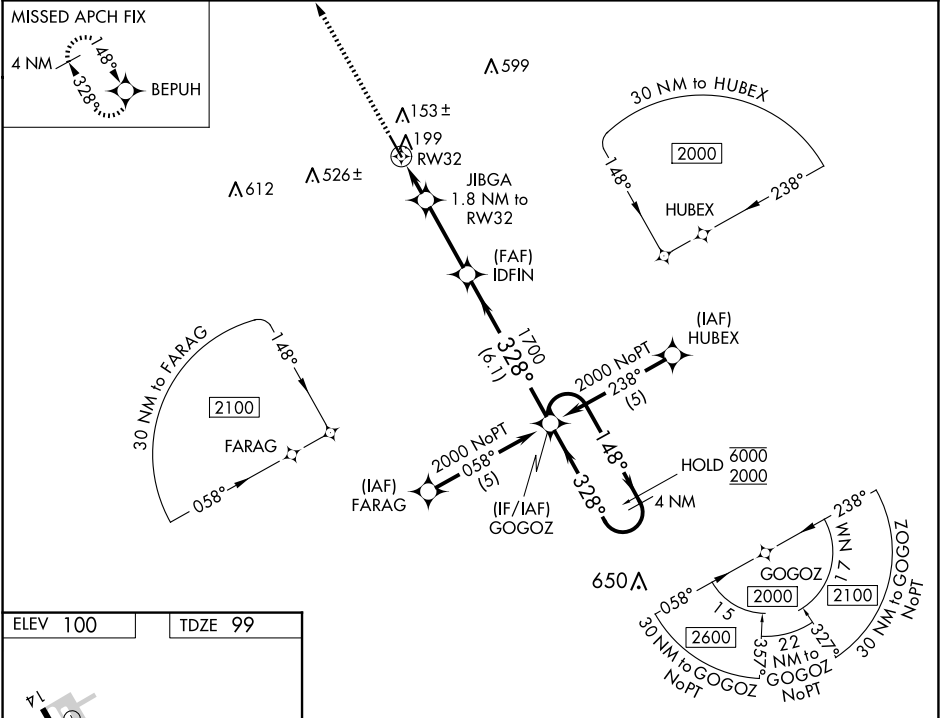 MISSED APCH FIX
4 NM
148°
328°
BEPUH
599
153±
199
RW32
612
526±
JIBGA
1.8 NM to
RW32
(FAF)
IDFIN
30 NM to HUBEX
2000
148°
238°
HUBEX
(IAF)
HUBEX
1700
328°
(6.1)
2000 NoPT
238°
(5)
30 NM to FARAG
148°
2100
FARAG
058°
2000 NoPT
058°
(5)
(IAF)
FARAG
(IF/IAF)
GOGOZ
148°
328°
HOLD 6000
2000
4 NM
650
238°
058°
GOGOZ
17 NM
2000
2100
15
2600
30 NM to GOGOZ
NoPT
357°
22
327°
NM to
GOGOZ
NoPT
30 NM to GOGOZ
NoPT
ELEV 100
TDZE 99
14